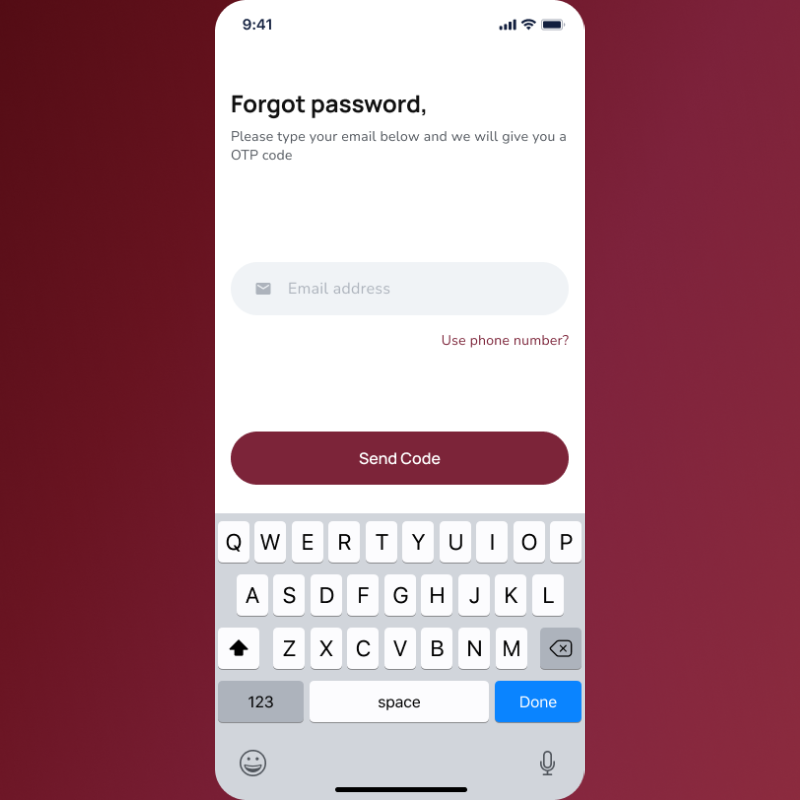 9:41
Forgot password,
Please type your email below and we will give you a
OTP code
Email address
Use phone number?
Send Code
Q W E R T Y U I O P
A S D F G H J K L
Z X C V B N M
123 space Done